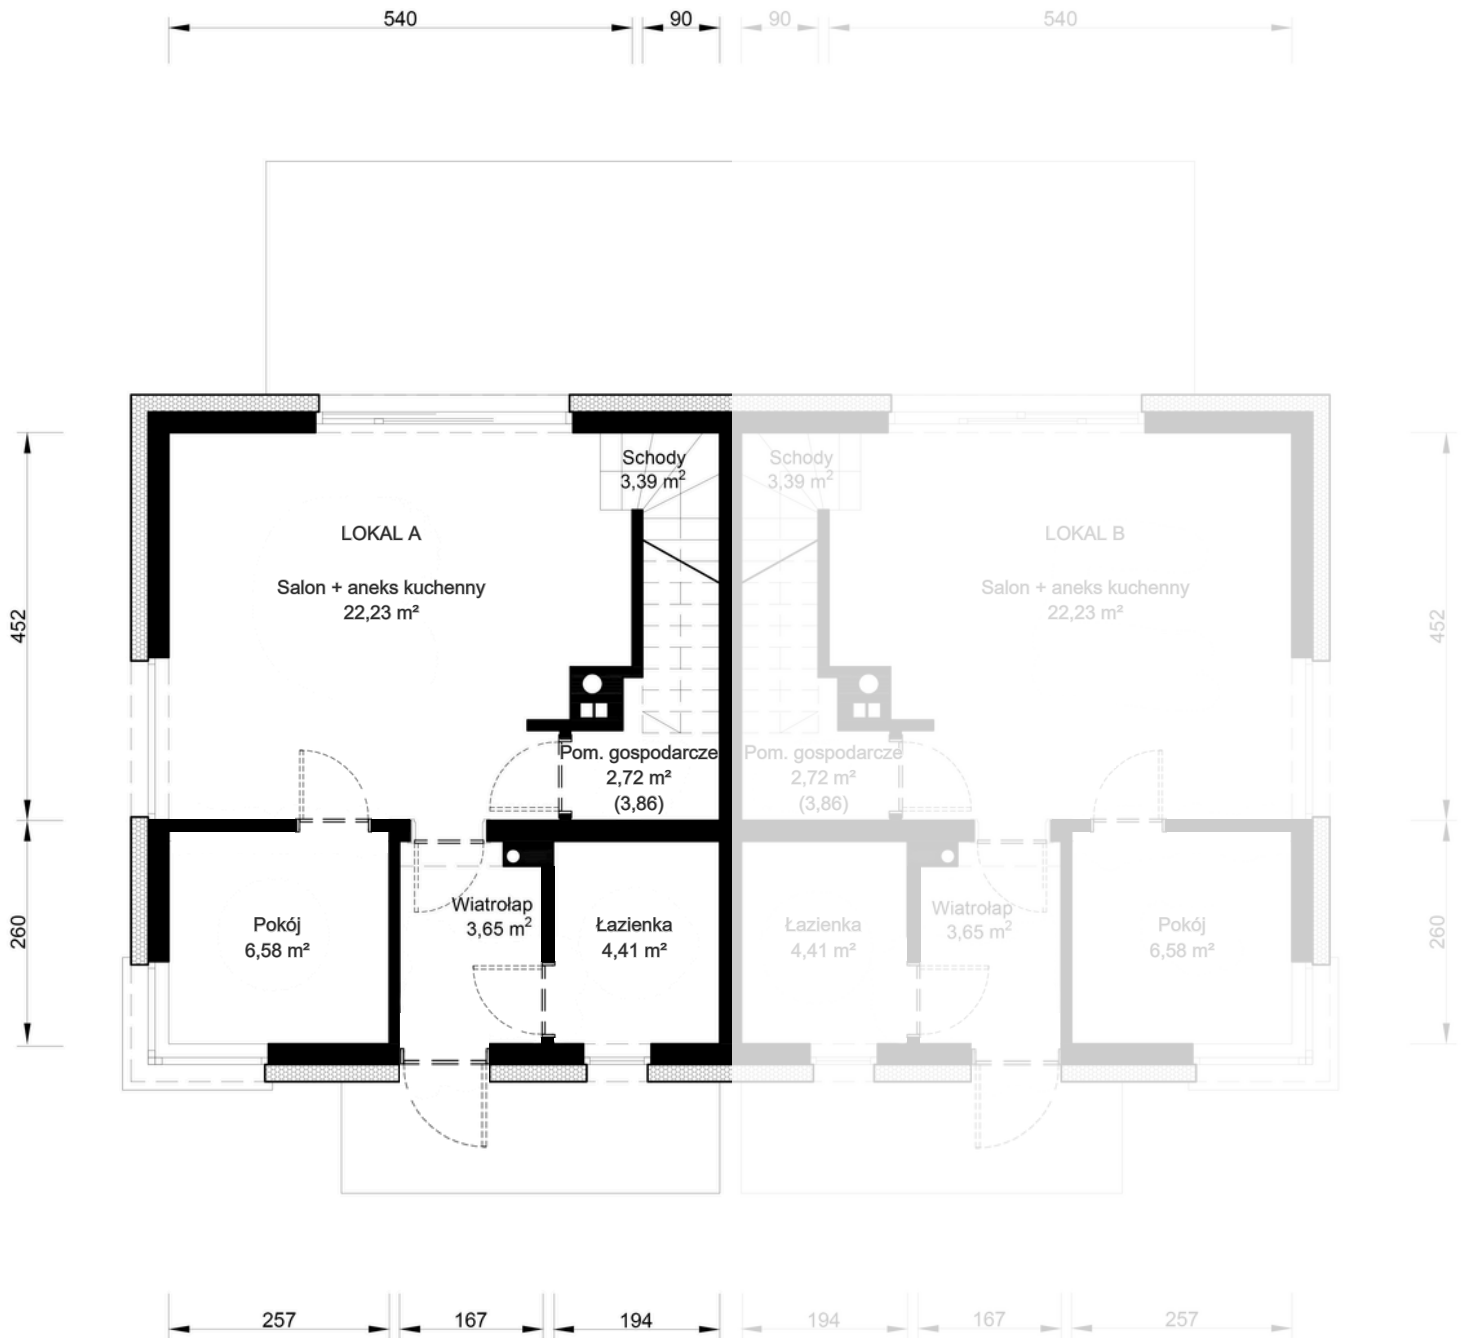 540
90
90
540
Schody
3,39 m²
Schody
3,39 m²
LOKAL A
LOKAL B
Salon + aneks kuchenny
22,23 m²
Salon + aneks kuchenny
22,23 m²
452
452
Pom. gospodarcze
2,72 m²
(3,86)
Pom. gospodarcze
2,72 m²
(3,86)
260
Pokój
6,58 m²
Wiatrołap
3,65 m²
Łazienka
4,41 m²
Łazienka
4,41 m²
Wiatrołap
3,65 m²
Pokój
6,58 m²
260
257
167
194
194
167
257